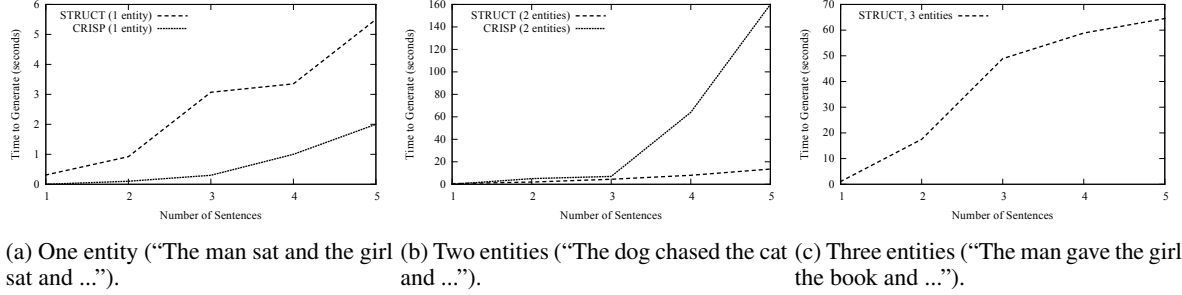 6
5
4
3
2
1
0
1 2 3 4 5
Time to Generate (seconds)
Number of Sentences
STRUCT (1 entity)
CRISP (1 entity)
160
140
120
100
80
60
40
20
0
1 2 3 4 5
Time to Generate (seconds)
Number of Sentences
STRUCT (2 entities)
CRISP (2 entities)
70
60
50
40
30
20
10
0
1 2 3 4 5
Time to Generate (seconds)
Number of Sentences
STRUCT, 3 entities
(a) One entity (“The man sat and the girl
sat and ...”).
(b) Two entities (“The dog chased the cat
and ...”).
(c) Three entities (“The man gave the girl
the book and ...”).